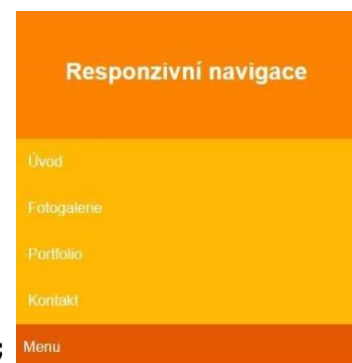 Responzivní navigace
Úvod
Fotogalerie
Portfolio
Kontakt
Menu